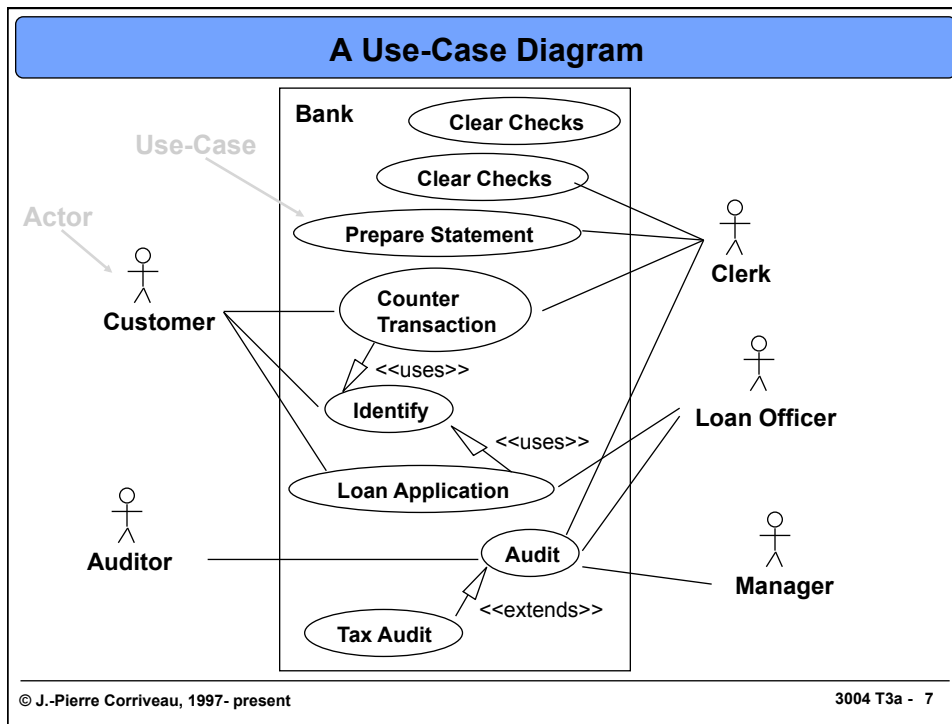 A Use-Case Diagram
Bank
Clear Checks
Use-Case
Clear Checks
Actor
Prepare Statement
Clerk
Customer
Counter
Transaction
<<uses>>
Identify
Loan Officer
<<uses>>
Loan Application
Auditor
Audit
Manager
<<extends>>
Tax Audit
© J.-Pierre Corriveau, 1997- present
3004 T3a - 7